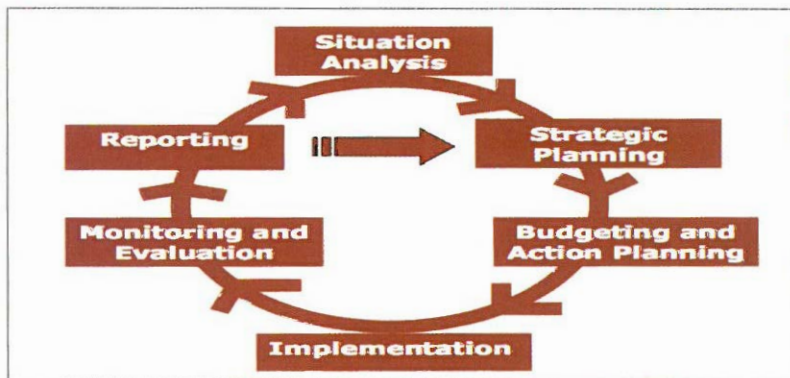 Situation
Analysis
Strategic
Planning
Budgeting and
Action Planning
Implementation
Monitoring and
Evaluation
Reporting